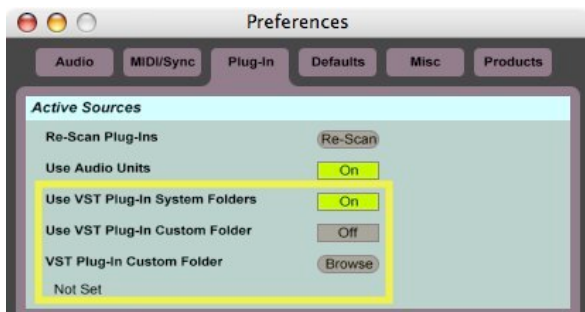 Preferences
Audio MIDI/Sync Plug-In Defaults Misc Products
Active Sources
Re-Scan Plug-Ins Re-Scan
Use Audio Units On
Use VST Plug-In System Folders On
Use VST Plug-In Custom Folder Off
VST Plug-In Custom Folder Browse
Not Set